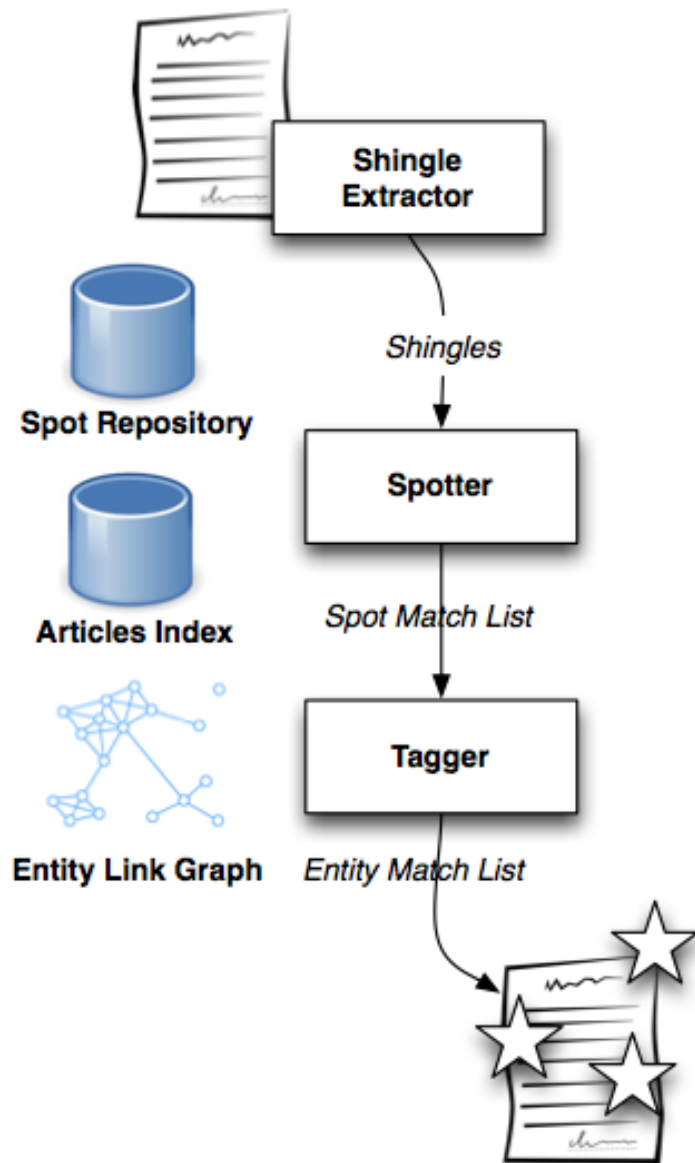 Shingle
Extractor
Shingles
Spot Repository
Spotter
Articles Index
Spot Match List
Tagger
Entity Link Graph
Entity Match List